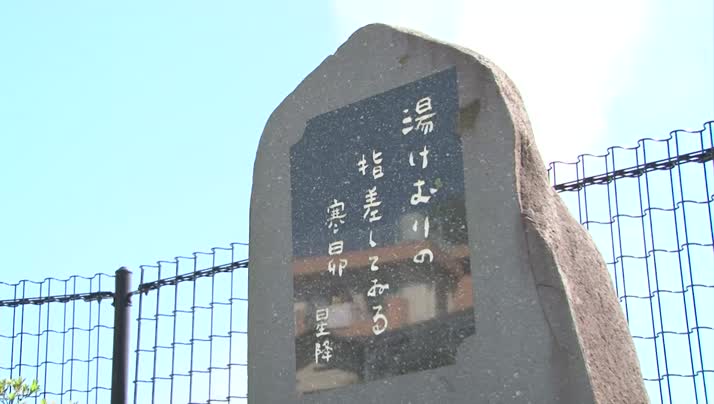 湯けむりの
指差してゐる
寒昴
星降